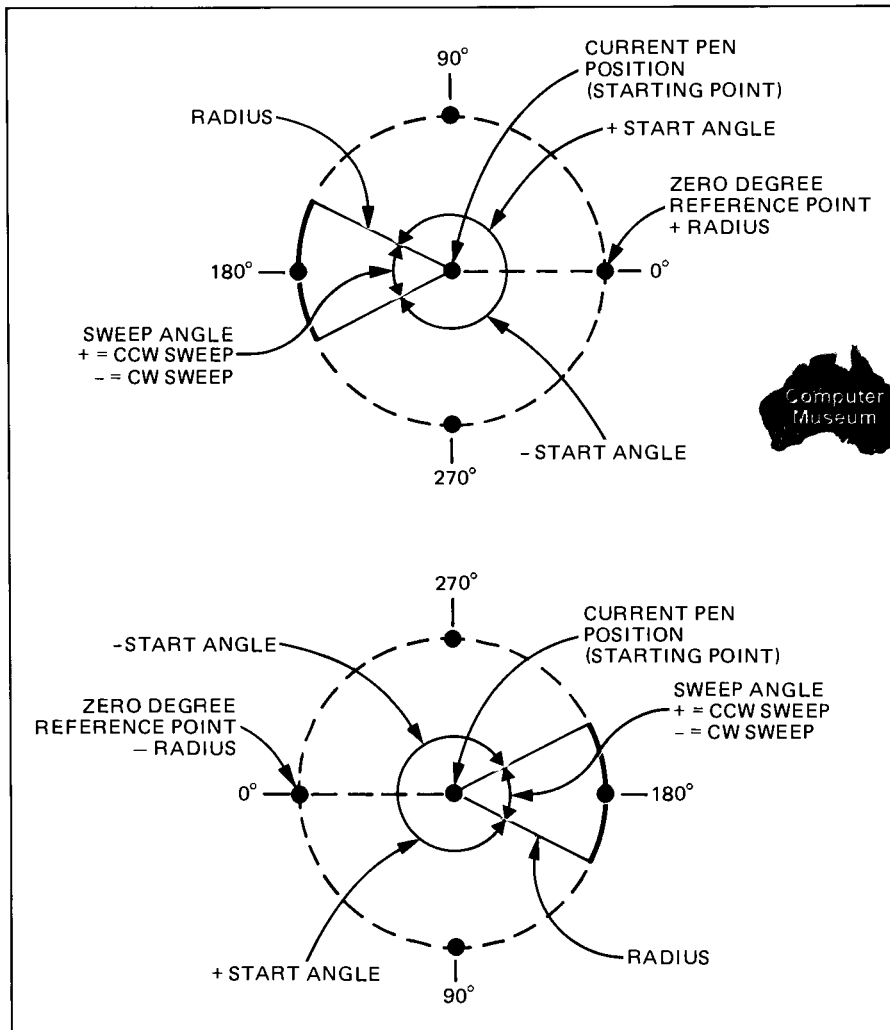 90°
CURRENT PEN
POSITION
(STARTING POINT)
RADIUS
+ START ANGLE
ZERO DEGREE
REFERENCE POINT
+ RADIUS
180°
0°
SWEEP ANGLE
+ = CCW SWEEP
– = CW SWEEP
Computer
Museum
– START ANGLE
270°
270°
CURRENT PEN
POSITION
(STARTING POINT)
–START ANGLE
SWEEP ANGLE
+ = CCW SWEEP
– = CW SWEEP
ZERO DEGREE
REFERENCE POINT
– RADIUS
0°
180°
RADIUS
+ START ANGLE
90°